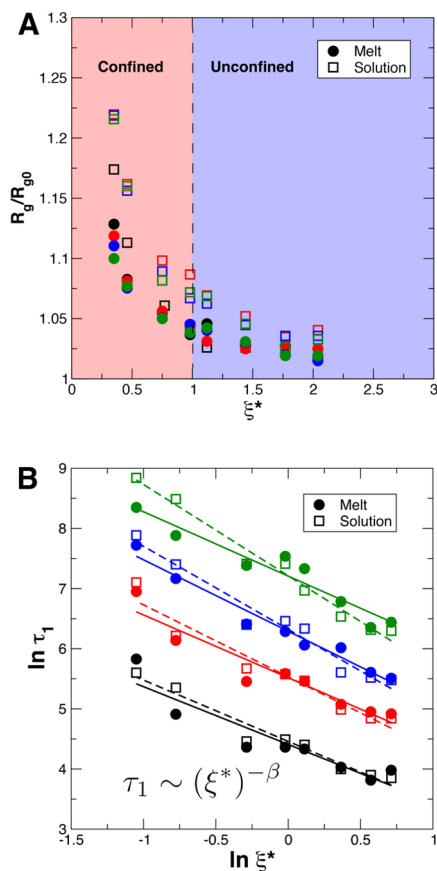 A
1.3
1.25
1.2
1.15
1.1
1.05
1
R_g/R_g0
Confined
Unconfined
Melt
Solution
0 0.5 1 1.5 2 2.5 3
ξ*
B
9
8
7
6
5
4
3
ln τ₁
Melt
Solution
τ₁ ∼ (ξ*)^−β
-1.5 -1 -0.5 0 0.5 1
ln ξ*